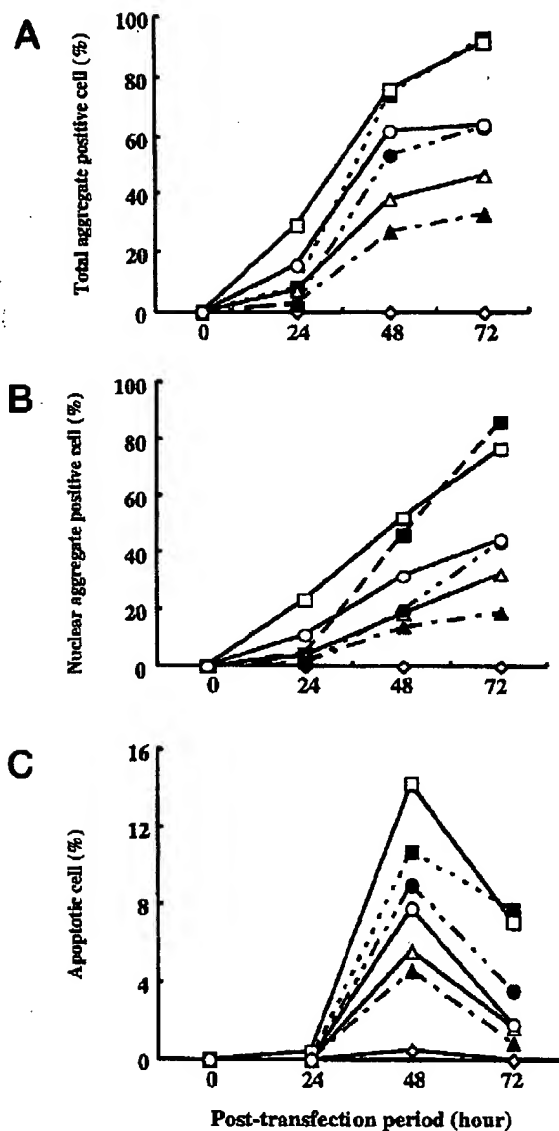 A
Total aggregate positive cell (%)
100
80
60
40
20
0
0 24 48 72
B
Nuclear aggregate positive cell (%)
100
80
60
40
20
0
0 24 48 72
C
Apoplotic cell (%)
16
12
8
4
0
0 24 48 72
Post-transfection period (hour)